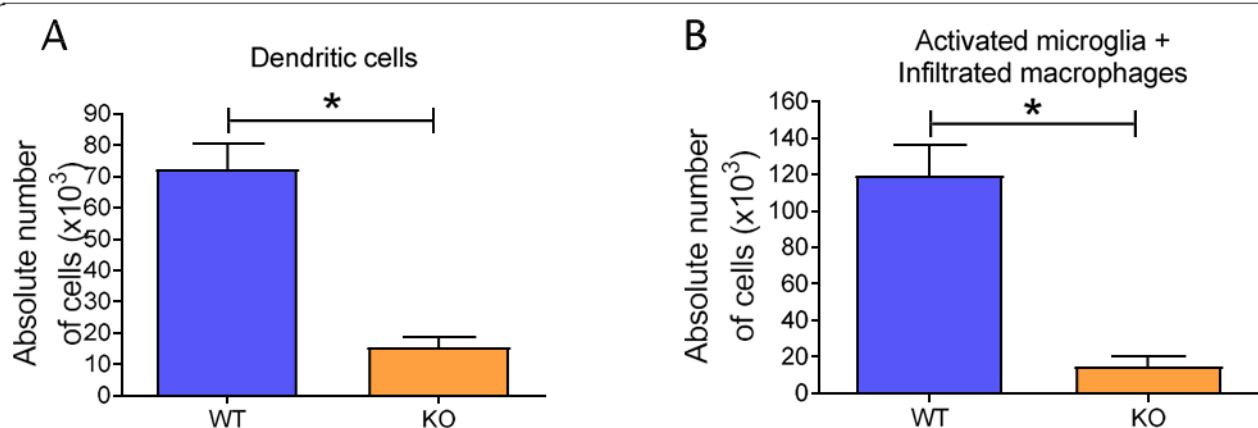 A
Dendritic cells
*
Absolute number
of cells (x10³)
90
80
70
60
50
40
30
20
10
0
WT
KO
B
Activated microglia +
Infiltrated macrophages
*
Absolute number
of cells (x10³)
160
140
120
100
80
60
40
20
0
WT
KO